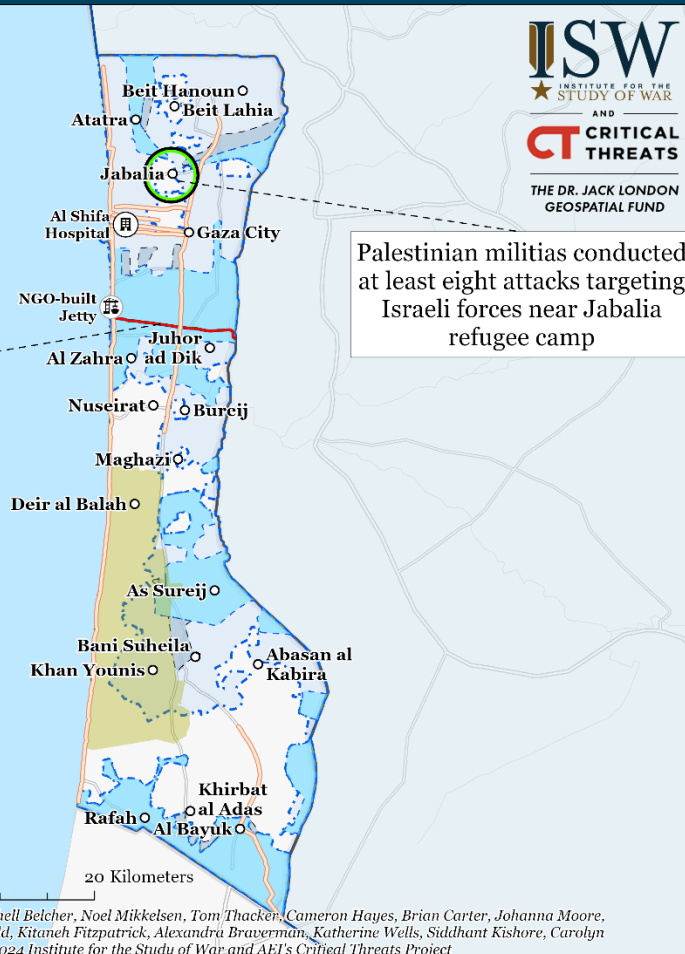 ISW
INSTITUTE FOR THE
STUDY OF WAR
AND
CT CRITICAL
THREATS
THE DR. JACK LONDON
GEOSPATIAL FUND
Beit Hanoun
Beit Lahia
Atatra
Jabalia
Al Shifa
Hospital
Gaza City
Palestinian militias conducted
at least eight attacks targeting
Israeli forces near Jabalia
refugee camp
NGO-built
Jetty
Juhor
ad Dik
Al Zahra
Nuseirat
Bureij
Maghazi
Deir al Balah
As Sureij
Bani Suheila
Khan Younis
Abasan al
Kabira
Khirbat
al Adas
Rafah
Al Bayuk
20 Kilometers
nell Belcher, Noel Mikkelsen, Tom Thacker, Cameron Hayes, Brian Carter, Johanna Moore,
ld, Kitaneh Fitzpatrick, Alexandra Braverman, Katherine Wells, Siddhant Kishore, Carolyn
024 Institute for the Study of War and AEI's Critical Threats Project